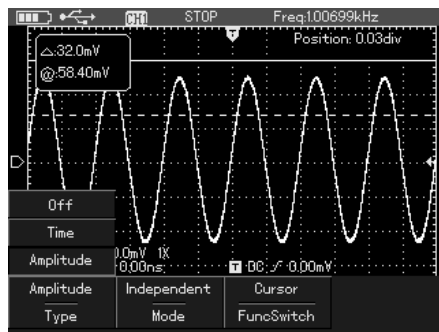 CH1 STOP Freq:1.00699kHz
T Position: 0.03div
△:32.0mV
@:58.40mV
Off
Time
Amplitude
0.0mV 1X
0.00ns T DC 0.00mV
Amplitude Independent Cursor
Type Mode FuncSwitch